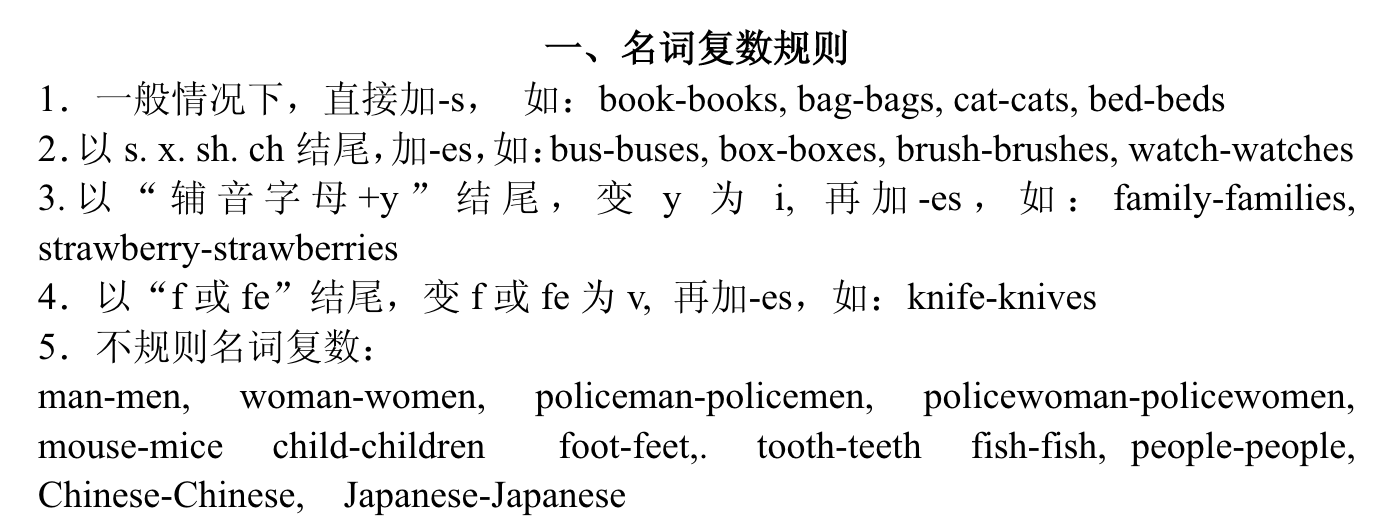 一、名词复数规则
1．一般情况下，直接加-s， 如：book-books, bag-bags, cat-cats, bed-beds
2.以 s. x. sh. ch 结尾,加-es,如:bus-buses, box-boxes, brush-brushes, watch-watches
3.以“辅音字母+y”结尾，变 y 为 i, 再加-es，如：family-families,
strawberry-strawberries
4．以“f 或 fe”结尾，变 f 或 fe 为 v, 再加-es，如：knife-knives
5．不规则名词复数：
man-men, woman-women, policeman-policemen, policewoman-policewomen,
mouse-mice child-children foot-feet,. tooth-teeth fish-fish, people-people,
Chinese-Chinese, Japanese-Japanese